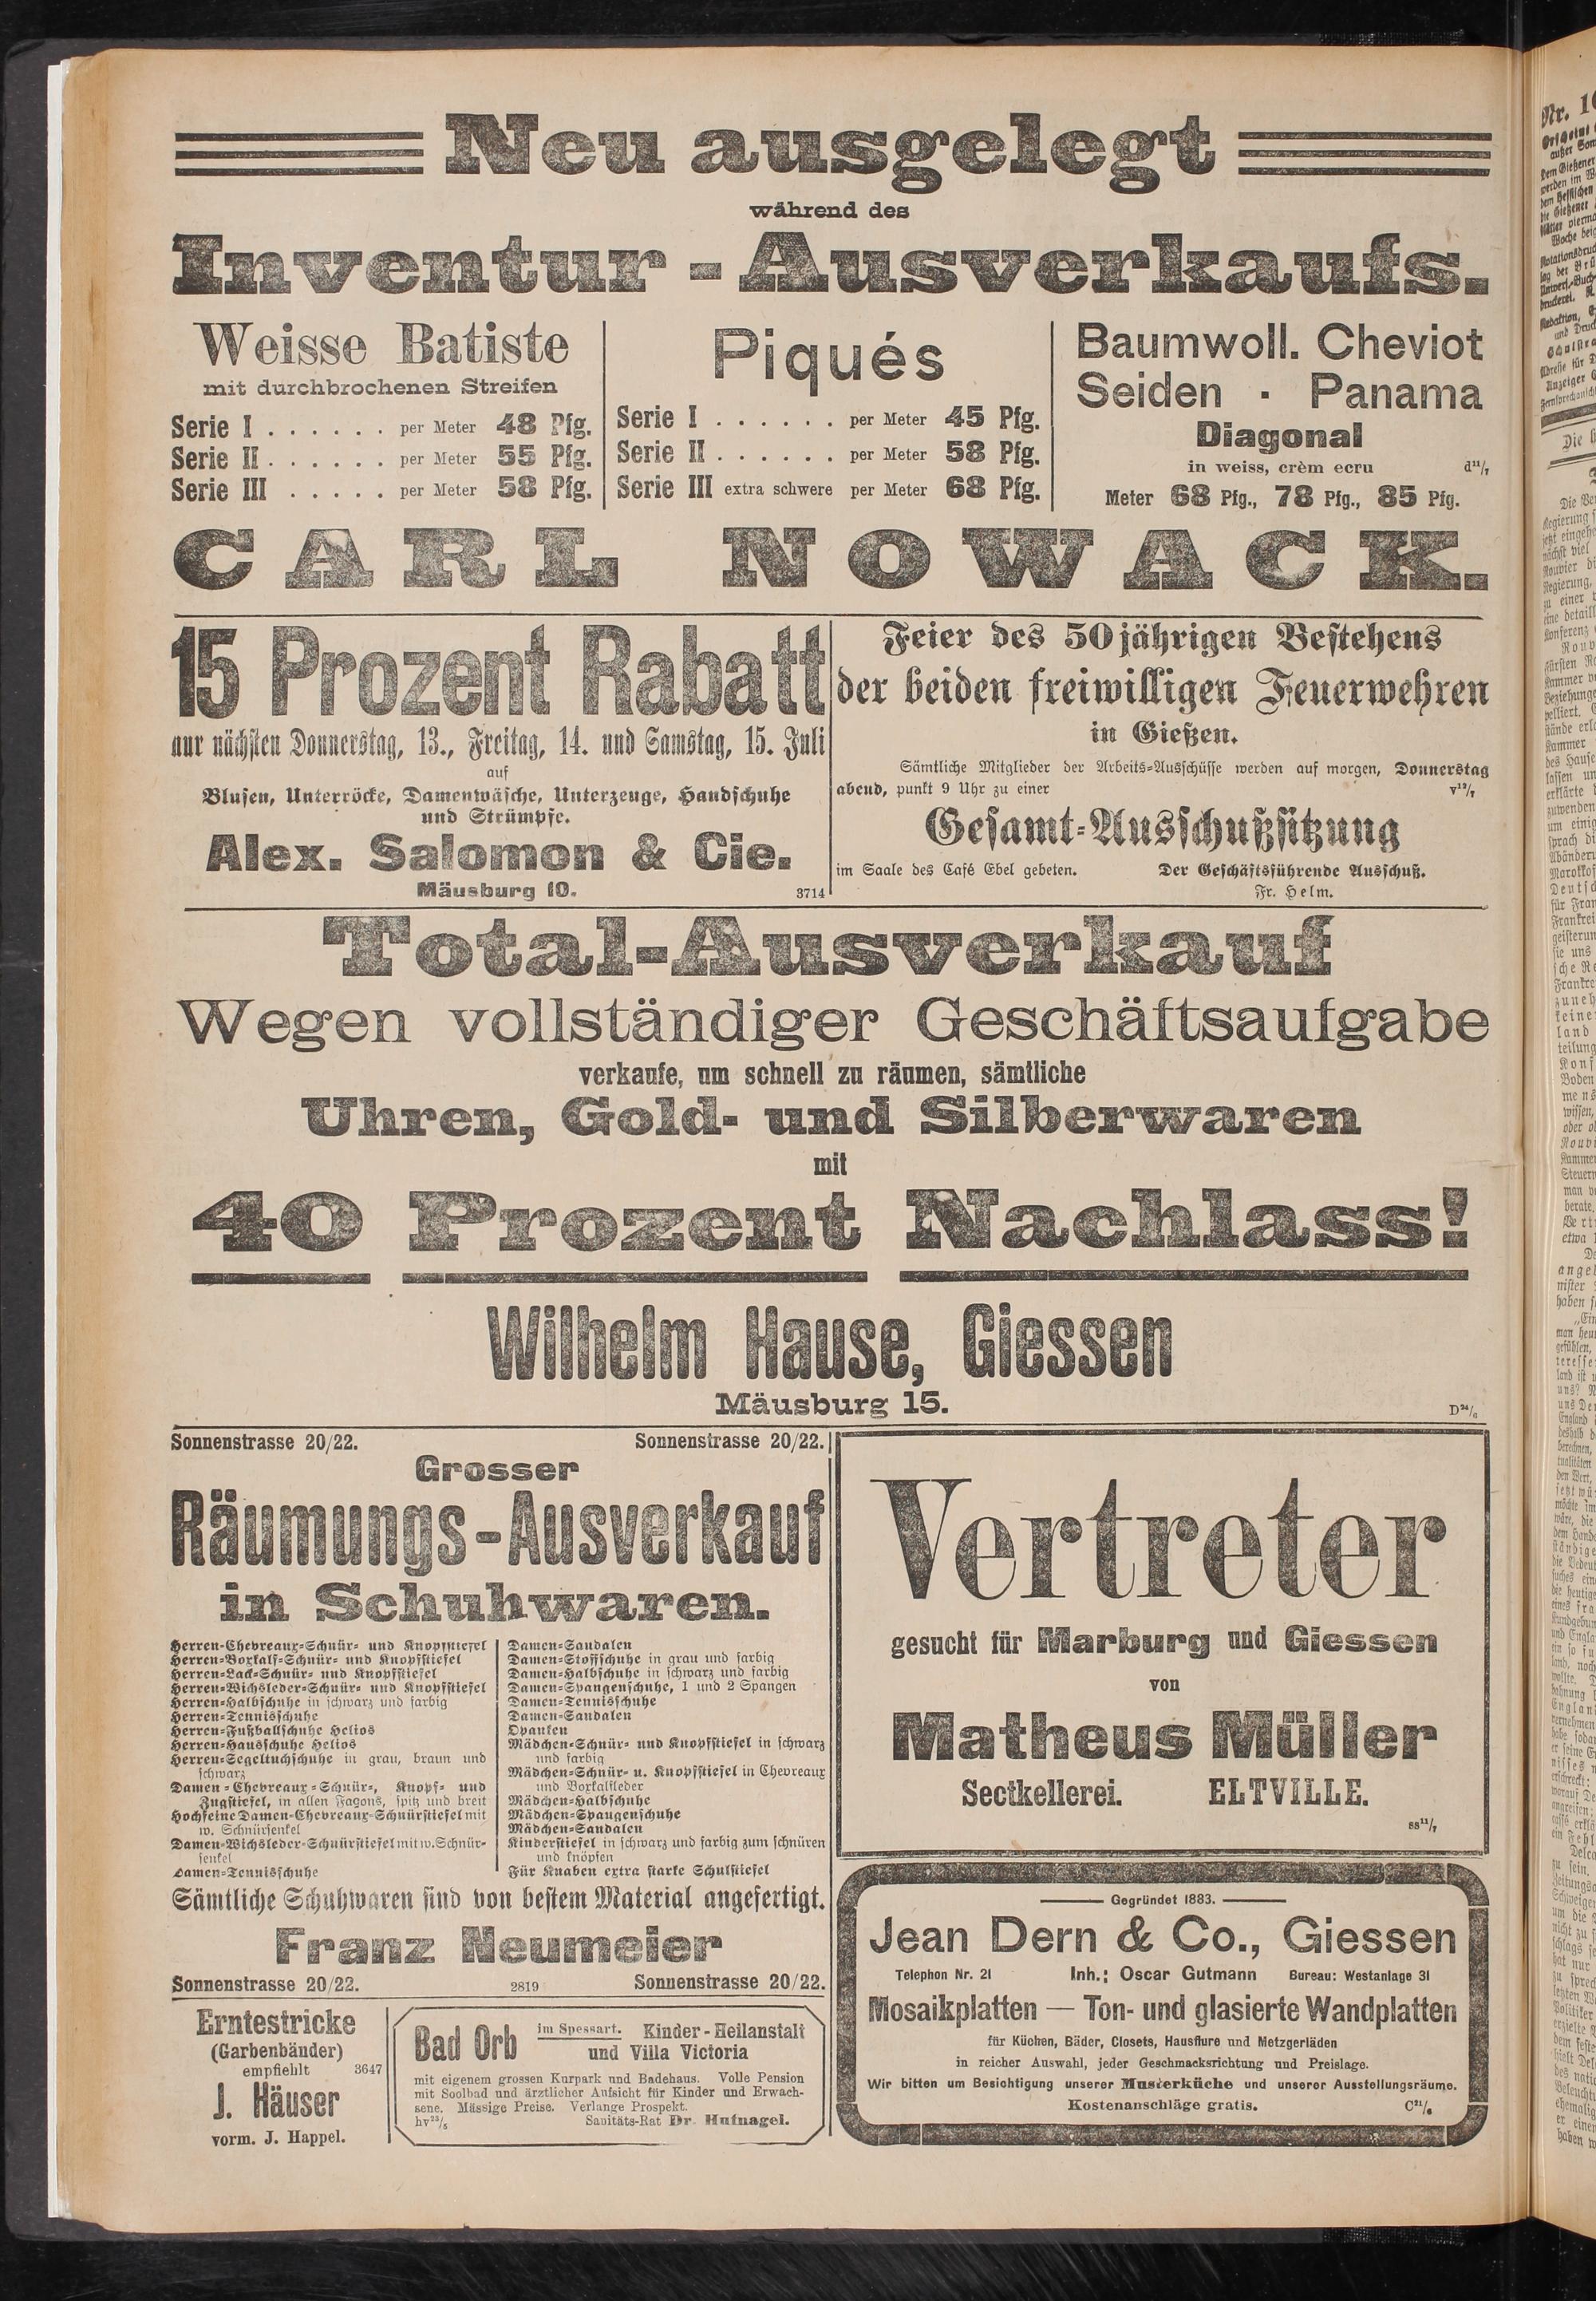 Neu ausgelegt
während des
Inventur - Ausverkaufs.
Weisse Batiste
mit durchbrochenen Streifen
Serie I . . . . . . per Meter 48 Pfg.
Serie II . . . . . . per Meter 55 Pfg.
Serie III . . . . . per Meter 58 Pfg.
Piqués
Serie I . . . . . . per Meter 45 Pfg.
Serie II . . . . . . per Meter 58 Pfg.
Serie III extra schwere per Meter 68 Pfg.
Baumwoll. Cheviot
Seiden · Panama
Diagonal
in weiss, crèm ecru d11/7
Meter 68 Pfg., 78 Pfg., 85 Pfg.
CARL NOWACK.
15 Prozent Rabatt
nur nächsten Donnerstag, 13., Freitag, 14. und Samstag, 15. Juli
auf
Blusen, Unterröcke, Damenwäsche, Unterzeuge, Handschuhe
und Strümpfe.
Alex. Salomon & Cie.
Mäusburg 10. 3714
Feier des 50jährigen Bestehens
der beiden freiwilligen Feuerwehren
in Gießen.
Sämtliche Mitglieder der Arbeits-Ausschüsse werden auf morgen, Donnerstag
abend, punkt 9 Uhr zu einer v12/7
Gesamt-Ausschußsitzung
im Saale des Café Ebel gebeten. Der Geschäftsführende Ausschuß.
Fr. Helm.
Total-Ausverkauf
Wegen vollständiger Geschäftsaufgabe
verkaufe, um schnell zu räumen, sämtliche
Uhren, Gold- und Silberwaren
mit
40 Prozent Nachlass!
Wilhelm Hause, Giessen
Mäusburg 15. D24/6
Sonnenstrasse 20/22. Sonnenstrasse 20/22.
Grosser
Räumungs-Ausverkauf
in Schuhwaren.
Herren-Chevreaux-Schnür- und Knopfstiefel
Herren-Boxkalf-Schnür- und Knopfstiefel
Herren-Lack-Schnür- und Knopfstiefel
Herren-Wichsleder-Schnür- und Knopfstiefel
Herren-Halbschuhe in schwarz und farbig
Herren-Tennisschuhe
Herren-Fußballschuhe Helios
Herren-Hausschuhe Helios
Herren-Segeltuchschuhe in grau, braun und
schwarz
Damen-Chevreaux-Schnür-, Knopf- und
Zugstiefel, in allen Façons, spitz und breit
Hochfeine Damen-Chevreaux-Schnürstiefel mit
w. Schnürsenkel
Damen-Wichsleder-Schnürstiefel mit w. Schnür-
senkel
Damen-Tennisschuhe
Damen-Sandalen
Damen-Stoffschuhe in grau und farbig
Damen-Halbschuhe in schwarz und farbig
Damen-Spangenschuhe, 1 und 2 Spangen
Damen-Tennisschuhe
Damen-Sandalen
Opanken
Mädchen-Schnür- und Knopfstiefel in schwarz
und farbig
Mädchen-Schnür- u. Knopfstiefel in Chevreaux
und Boxkalfleder
Mädchen-Halbschuhe
Mädchen-Spangenschuhe
Mädchen-Sandalen
Kinderstiefel in schwarz und farbig zum schnüren
und knöpfen
Für Knaben extra starke Schulstiefel
Sämtliche Schuhwaren sind von bestem Material angefertigt.
Franz Neumeier
Sonnenstrasse 20/22. 2819 Sonnenstrasse 20/22.
Vertreter
gesucht für Marburg und Giessen
von
Matheus Müller
Sectkellerei. ELTVILLE.
ss11/7
Erntestricke
(Garbenbänder)
empfiehlt 3647
J. Häuser
vorm. J. Happel.
Bad Orb im Spessart. Kinder-Heilanstalt
und Villa Victoria
mit eigenem grossen Kurpark und Badehaus. Volle Pension
mit Soolbad und ärztlicher Aufsicht für Kinder und Erwach-
sene. Mässige Preise. Verlange Prospekt.
hv23/5 Sanitäts-Rat Dr. Hufnagel.
Gegründet 1883.
Jean Dern & Co., Giessen
Telephon Nr. 21 Inh.: Oscar Gutmann Bureau: Westanlage 31
Mosaikplatten — Ton- und glasierte Wandplatten
für Küchen, Bäder, Closets, Hausflure und Metzgerläden
in reicher Auswahl, jeder Geschmacksrichtung und Preislage.
Wir bitten um Besichtigung unserer Musterküche und unserer Ausstellungsräume.
Kostenanschläge gratis. C21/6